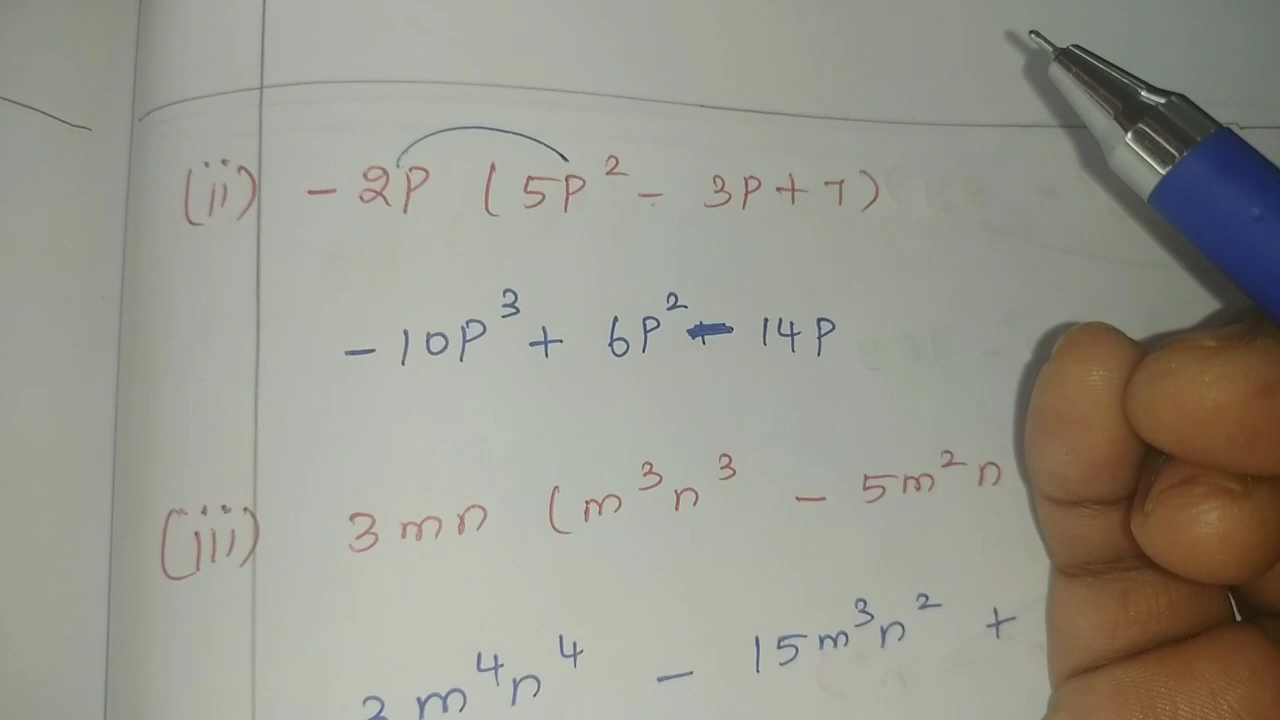 (ii) - 2p (5p² - 3p + 7)
- 10p³ + 6p² - 14p
(iii) 3mn (m³n³ - 5m²n
3m⁴n⁴ - 15m³n² +